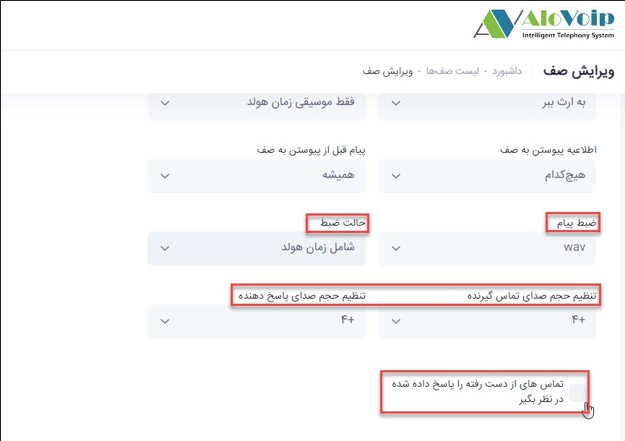 AloVoip
Intelligent Telephony System
ویرایش صف داشبورد - لیست صف‌ها - ویرایش صف
به ارث ببر فقط موسیقی زمان هولد
اطلاعیه پیوستن به صف پیام قبل از پیوستن به صف
هیچ‌کدام همیشه
ضبط پیام حالت ضبط
wav شامل زمان هولد
تنظیم حجم صدای تماس گیرنده تنظیم حجم صدای پاسخ دهنده
+۴ +۴
تماس های از دست رفته را پاسخ داده شده
در نظر بگیر